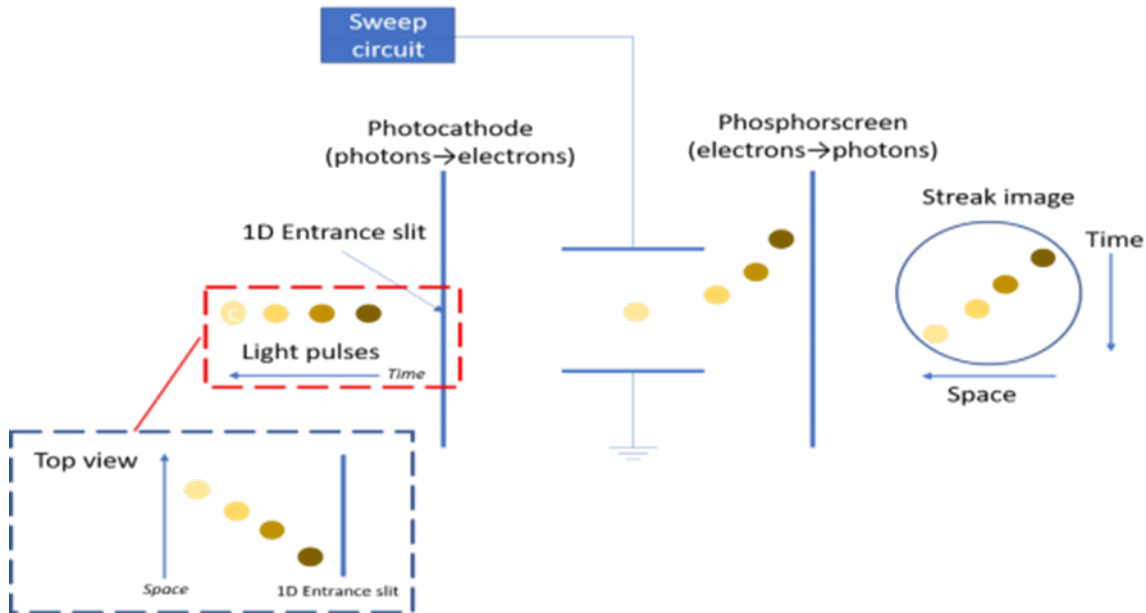 Sweep
circuit
Photocathode
(photons→electrons)
Phosphorscreen
(electrons→photons)
Streak image
Time
1D Entrance slit
C
Light pulses
Time
Space
Top view
Space
1D Entrance slit